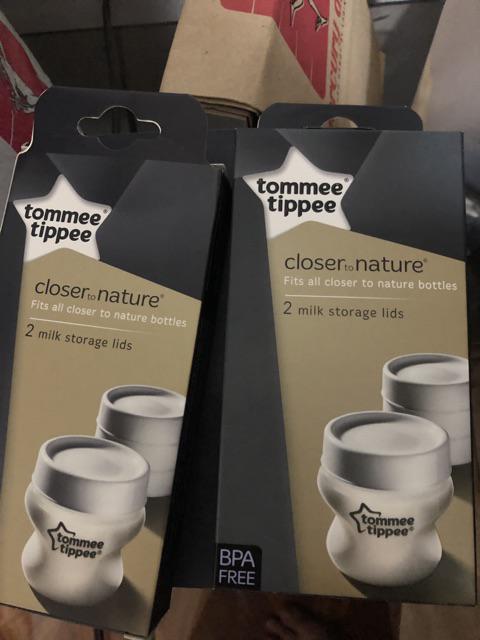 tommee
tippee
closer to nature
Fits all closer to nature bottles
2 milk storage lids
tommee
tippee
tommee
tippee
closer to nature
Fits all closer to nature bottles
2 milk storage lids
tommee
tippee
BPA
FREE